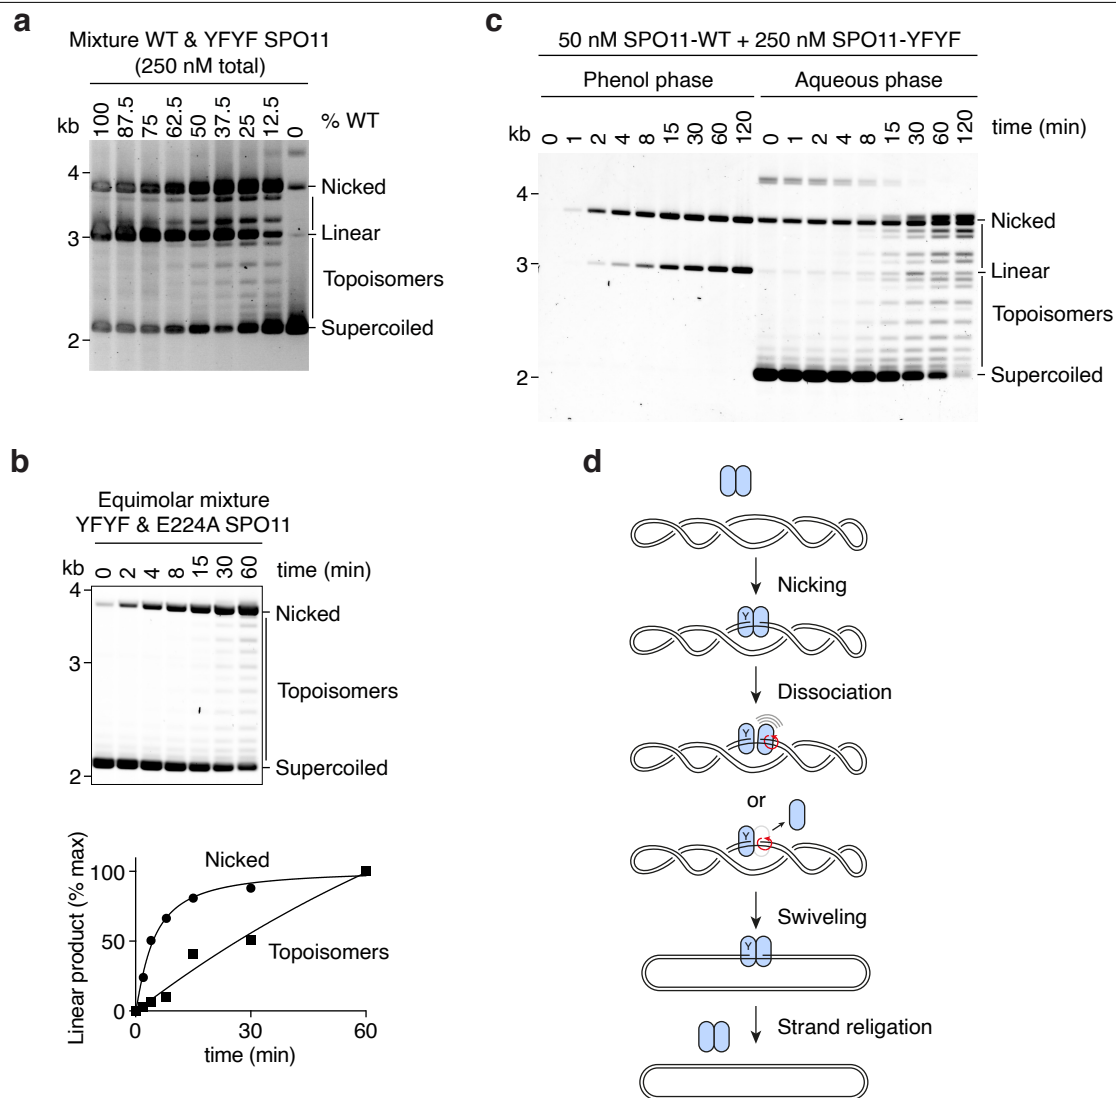 a
Mixture WT & YFYF SPO11
(250 nM total)
kb
100 87.5 75 62.5 50 37.5 25 12.5 0 % WT
4
3
2
Nicked
Linear
Topoisomers
Supercoiled
b
Equimolar mixture
YFYF & E224A SPO11
kb
0 2 4 8 15 30 60 time (min)
4
3
2
Nicked
Topoisomers
Supercoiled
Linear product (% max)
100
50
0
Nicked
Topoisomers
0 30 60
time (min)
c
50 nM SPO11-WT + 250 nM SPO11-YFYF
Phenol phase Aqueous phase
kb
0 1 2 4 8 15 30 60 120 0 1 2 4 8 15 30 60 120 time (min)
4
3
2
Nicked
Linear
Topoisomers
Supercoiled
d
Nicking
Y
Dissociation
Y
or
Y
Swiveling
Y
Strand religation